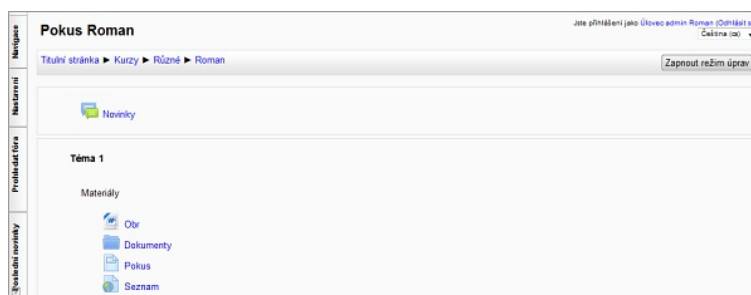 Pokus Roman
Jste přihlášeni jako Úlovec admin Roman (Odhlásit s
Čeština (cs)
Titulní stránka ► Kurzy ► Různé ► Roman
Zapnout režim úprav
Navigace
Nastavení
Prohledat fóra
Poslední novinky
Novinky
Téma 1
Materiály
Obr
Dokumenty
Pokus
Seznam